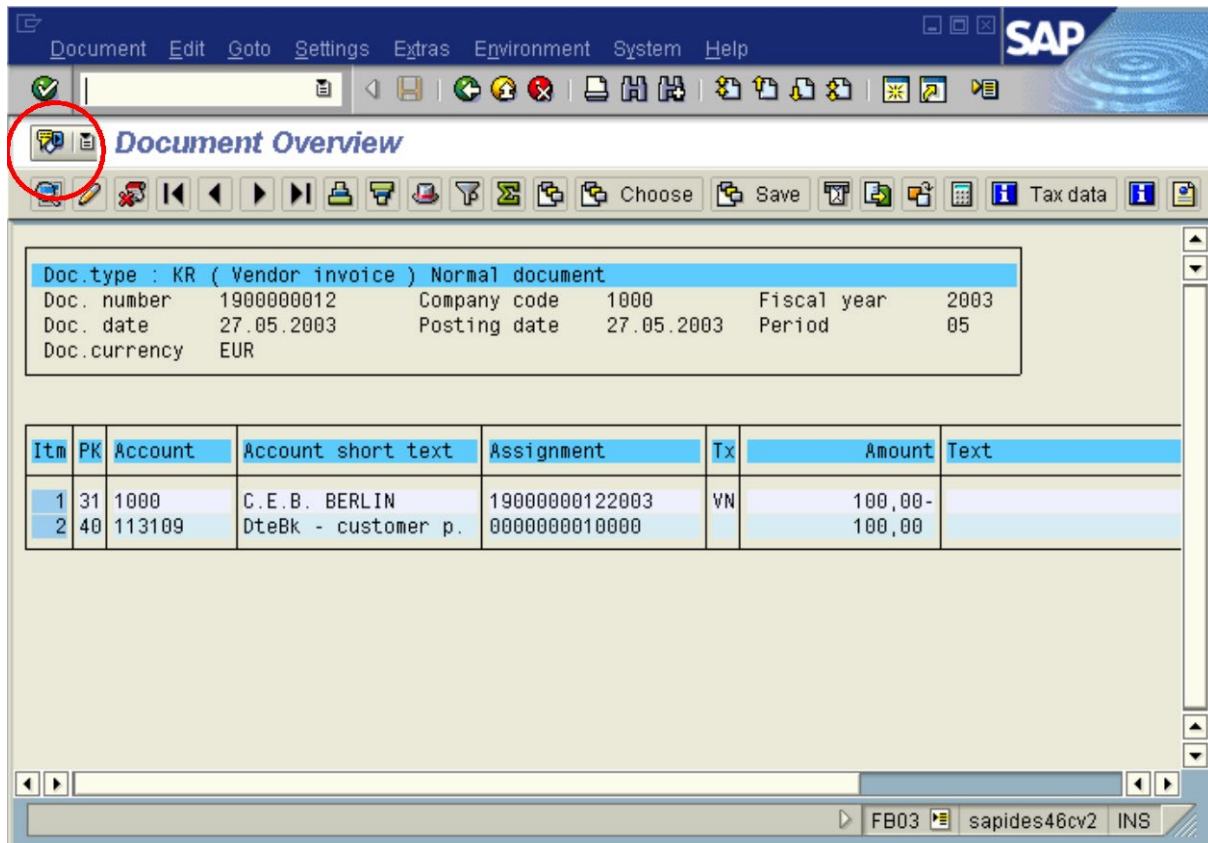 Document Edit Goto Settings Extras Environment System Help
SAP
Document Overview
Choose Save Tax data
Doc.type : KR ( Vendor invoice ) Normal document
Doc. number 1900000012 Company code 1000 Fiscal year 2003
Doc. date 27.05.2003 Posting date 27.05.2003 Period 05
Doc.currency EUR
Itm PK Account Account short text Assignment Tx Amount Text
1 31 1000 C.E.B. BERLIN 19000000122003 VN 100,00-
2 40 113109 DteBk - customer p. 0000000010000 100,00
FB03 sapides46cv2 INS